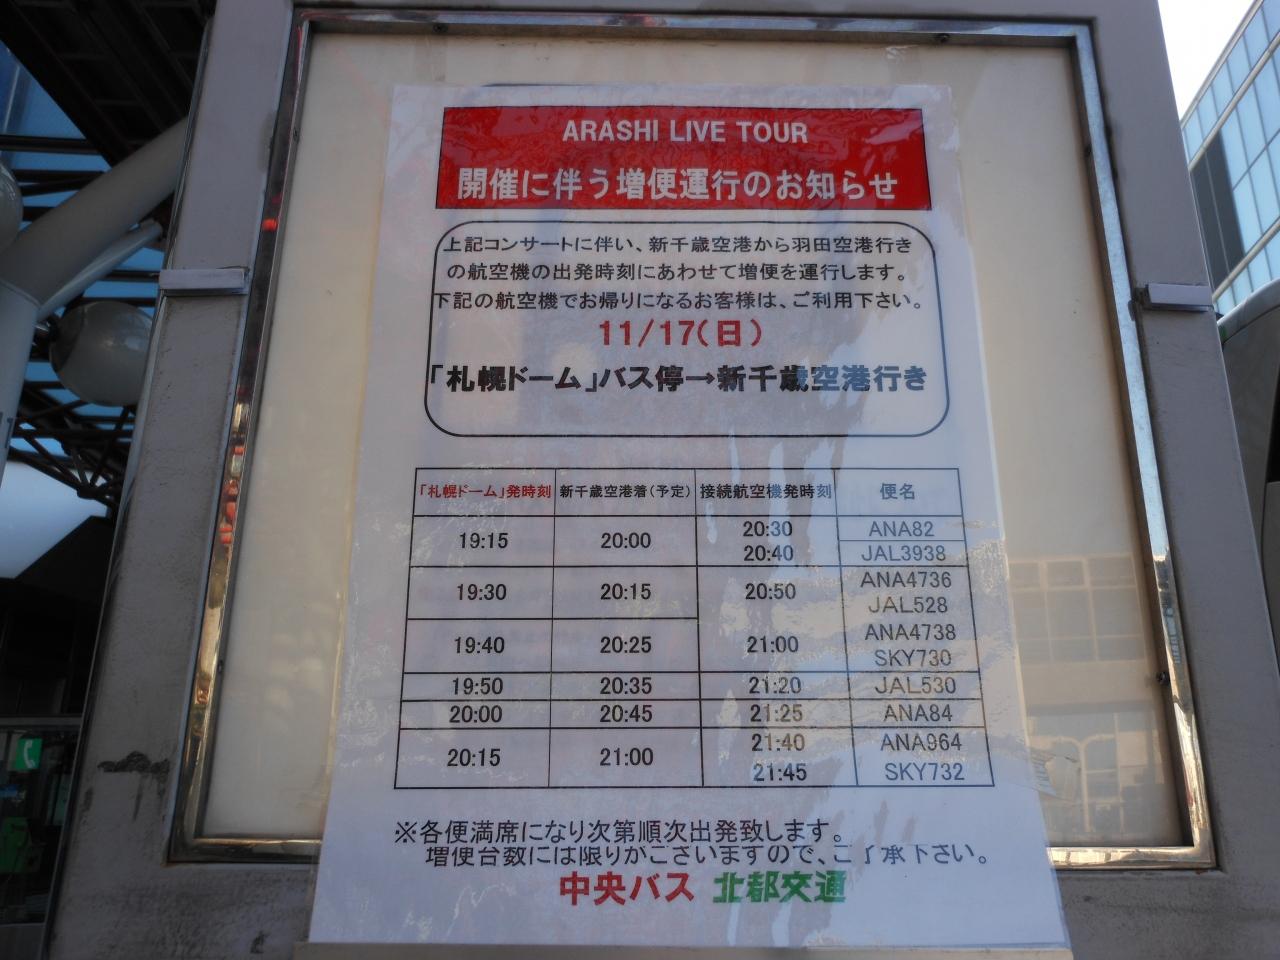 ARASHI LIVE TOUR
開催に伴う増便運行のお知らせ
上記コンサートに伴い、新千歳空港から羽田空港行き
の航空機の出発時刻にあわせて増便を運行します。
下記の航空機でお帰りになるお客様は、ご利用下さい。
11/17(日)
「札幌ドーム」バス停→新千歳空港行き
「札幌ドーム」発時刻 新千歳空港着(予定) 接続航空機発時刻 便名
19:15 20:00 20:30 ANA82
20:40 JAL3938
19:30 20:15 20:50 ANA4736
JAL528
19:40 20:25 21:00 ANA4738
SKY730
19:50 20:35 21:20 JAL530
20:00 20:45 21:25 ANA84
20:15 21:00 21:40 ANA964
21:45 SKY732
※各便満席になり次第順次出発致します。
増便台数には限りがございますので、ご了承下さい。
中央バス 北都交通